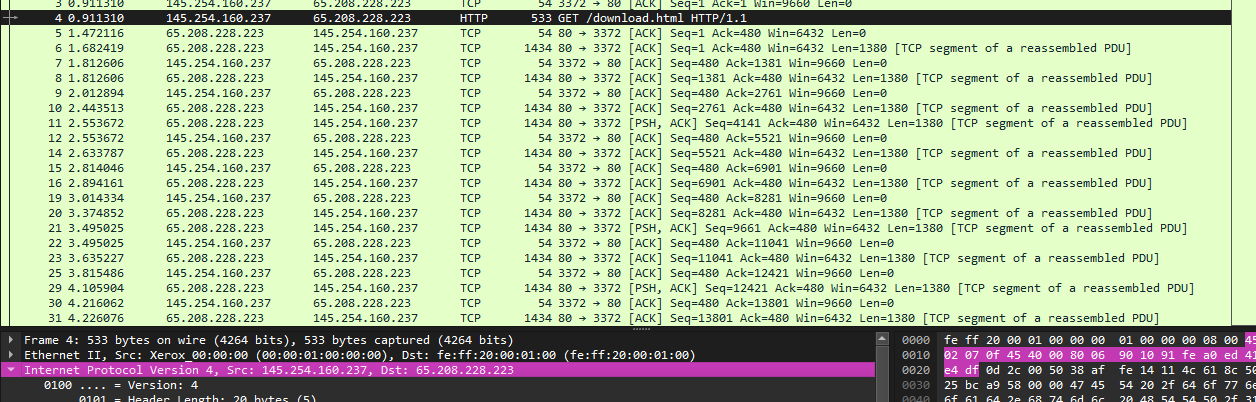 3 0.911310 145.254.160.237 65.208.228.223 TCP 54 3372 → 80 [ACK] Seq=1 Ack=1 Win=9660 Len=0
4 0.911310 145.254.160.237 65.208.228.223 HTTP 533 GET /download.html HTTP/1.1
5 1.472116 65.208.228.223 145.254.160.237 TCP 54 80 → 3372 [ACK] Seq=1 Ack=480 Win=6432 Len=0
6 1.682419 65.208.228.223 145.254.160.237 TCP 1434 80 → 3372 [ACK] Seq=1 Ack=480 Win=6432 Len=1380 [TCP segment of a reassembled PDU]
7 1.812606 145.254.160.237 65.208.228.223 TCP 54 3372 → 80 [ACK] Seq=480 Ack=1381 Win=9660 Len=0
8 1.812606 65.208.228.223 145.254.160.237 TCP 1434 80 → 3372 [ACK] Seq=1381 Ack=480 Win=6432 Len=1380 [TCP segment of a reassembled PDU]
9 2.012894 145.254.160.237 65.208.228.223 TCP 54 3372 → 80 [ACK] Seq=480 Ack=2761 Win=9660 Len=0
10 2.443513 65.208.228.223 145.254.160.237 TCP 1434 80 → 3372 [ACK] Seq=2761 Ack=480 Win=6432 Len=1380 [TCP segment of a reassembled PDU]
11 2.553672 65.208.228.223 145.254.160.237 TCP 1434 80 → 3372 [PSH, ACK] Seq=4141 Ack=480 Win=6432 Len=1380 [TCP segment of a reassembled PDU]
12 2.553672 145.254.160.237 65.208.228.223 TCP 54 3372 → 80 [ACK] Seq=480 Ack=5521 Win=9660 Len=0
14 2.633787 65.208.228.223 145.254.160.237 TCP 1434 80 → 3372 [ACK] Seq=5521 Ack=480 Win=6432 Len=1380 [TCP segment of a reassembled PDU]
15 2.814046 145.254.160.237 65.208.228.223 TCP 54 3372 → 80 [ACK] Seq=480 Ack=6901 Win=9660 Len=0
16 2.894161 65.208.228.223 145.254.160.237 TCP 1434 80 → 3372 [ACK] Seq=6901 Ack=480 Win=6432 Len=1380 [TCP segment of a reassembled PDU]
19 3.014334 145.254.160.237 65.208.228.223 TCP 54 3372 → 80 [ACK] Seq=480 Ack=8281 Win=9660 Len=0
20 3.374852 65.208.228.223 145.254.160.237 TCP 1434 80 → 3372 [ACK] Seq=8281 Ack=480 Win=6432 Len=1380 [TCP segment of a reassembled PDU]
21 3.495025 65.208.228.223 145.254.160.237 TCP 1434 80 → 3372 [PSH, ACK] Seq=9661 Ack=480 Win=6432 Len=1380 [TCP segment of a reassembled PDU]
22 3.495025 145.254.160.237 65.208.228.223 TCP 54 3372 → 80 [ACK] Seq=480 Ack=11041 Win=9660 Len=0
23 3.635227 65.208.228.223 145.254.160.237 TCP 1434 80 → 3372 [ACK] Seq=11041 Ack=480 Win=6432 Len=1380 [TCP segment of a reassembled PDU]
25 3.815486 145.254.160.237 65.208.228.223 TCP 54 3372 → 80 [ACK] Seq=480 Ack=12421 Win=9660 Len=0
29 4.105904 65.208.228.223 145.254.160.237 TCP 1434 80 → 3372 [PSH, ACK] Seq=12421 Ack=480 Win=6432 Len=1380 [TCP segment of a reassembled PDU]
30 4.216062 145.254.160.237 65.208.228.223 TCP 54 3372 → 80 [ACK] Seq=480 Ack=13801 Win=9660 Len=0
31 4.226076 65.208.228.223 145.254.160.237 TCP 1434 80 → 3372 [ACK] Seq=13801 Ack=480 Win=6432 Len=1380 [TCP segment of a reassembled PDU]
Frame 4: 533 bytes on wire (4264 bits), 533 bytes captured (4264 bits)
Ethernet II, Src: Xerox_00:00:00 (00:00:01:00:00:00), Dst: fe:ff:20:00:01:00 (fe:ff:20:00:01:00)
Internet Protocol Version 4, Src: 145.254.160.237, Dst: 65.208.228.223
0100 .... = Version: 4
.... 0101 = Header Length: 20 bytes (5)
0000 fe ff 20 00 01 00 00 00 01 00 00 00 08 00 45
0010 02 07 0f 45 40 00 80 06 90 10 91 fe a0 ed 41
0020 e4 df 0d 2c 00 50 38 af fe 14 11 4c 61 8c 50
0030 25 bc a9 58 00 00 47 45 54 20 2f 64 6f 77 6e
0040 6f 61 64 2e 68 74 6d 6c 20 48 54 54 50 2f 31